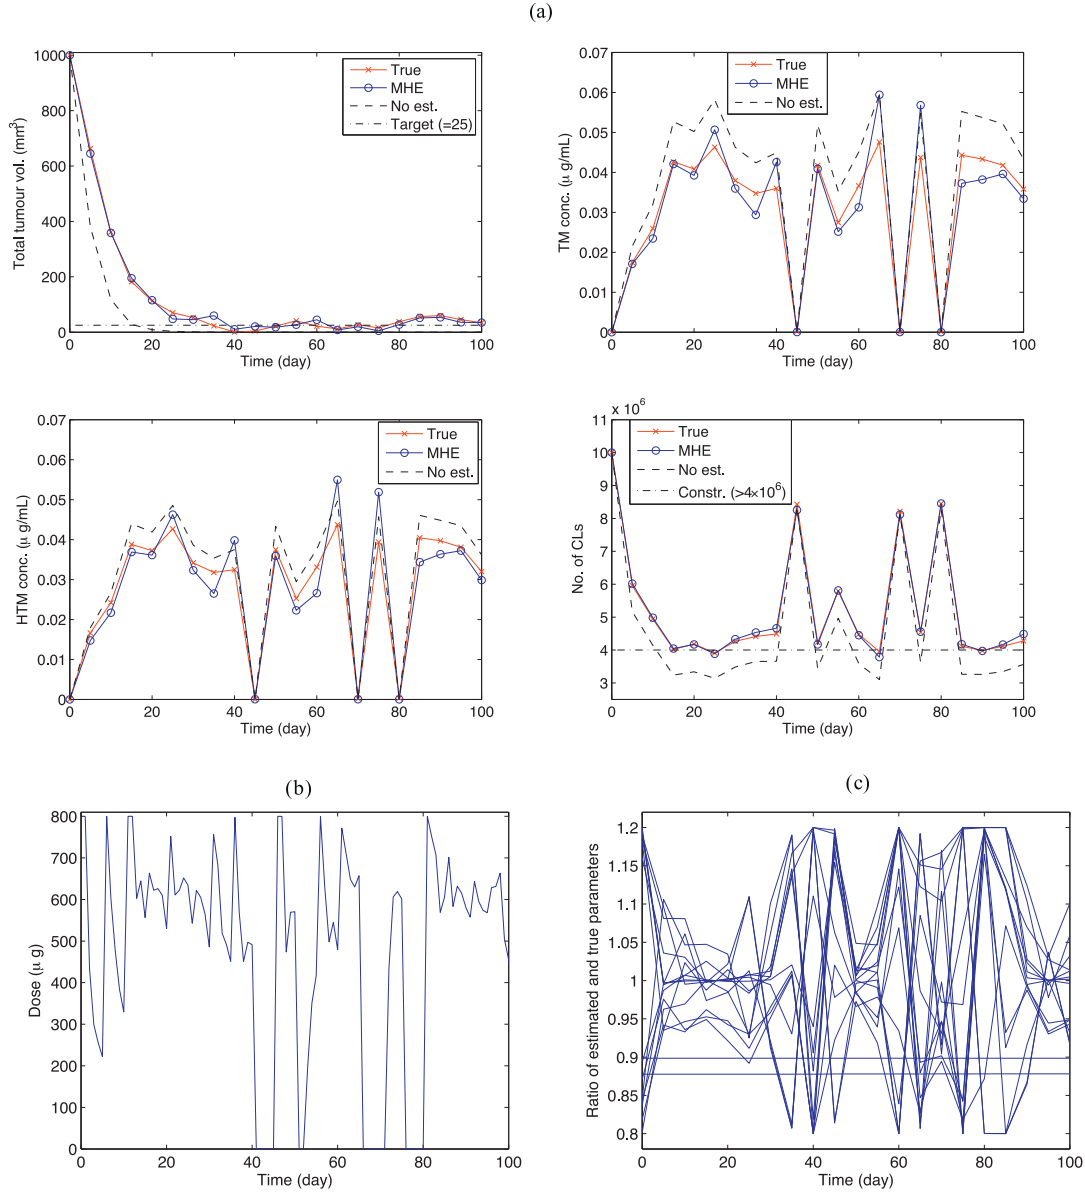 (a)
1000
800
600
400
200
0
Total tumour vol. (mm³)
True
MHE
No est.
Target (=25)
0 20 40 60 80 100
Time (day)
0.07
0.06
0.05
0.04
0.03
0.02
0.01
0
TM conc. (μ g/mL)
True
MHE
No est.
0 20 40 60 80 100
Time (day)
0.07
0.06
0.05
0.04
0.03
0.02
0.01
0
HTM conc. (μ g/mL)
True
MHE
No est.
0 20 40 60 80 100
Time (day)
x 10⁶
11
10
9
8
7
6
5
4
3
No. of CLs
True
MHE
No est.
Constr. (>4×10⁶)
0 20 40 60 80 100
Time (day)
(b)
800
700
600
500
400
300
200
100
0
Dose (μ g)
0 20 40 60 80 100
Time (day)
(c)
1.2
1.15
1.1
1.05
1
0.95
0.9
0.85
0.8
Ratio of estimated and true parameters
0 20 40 60 80 100
Time (day)